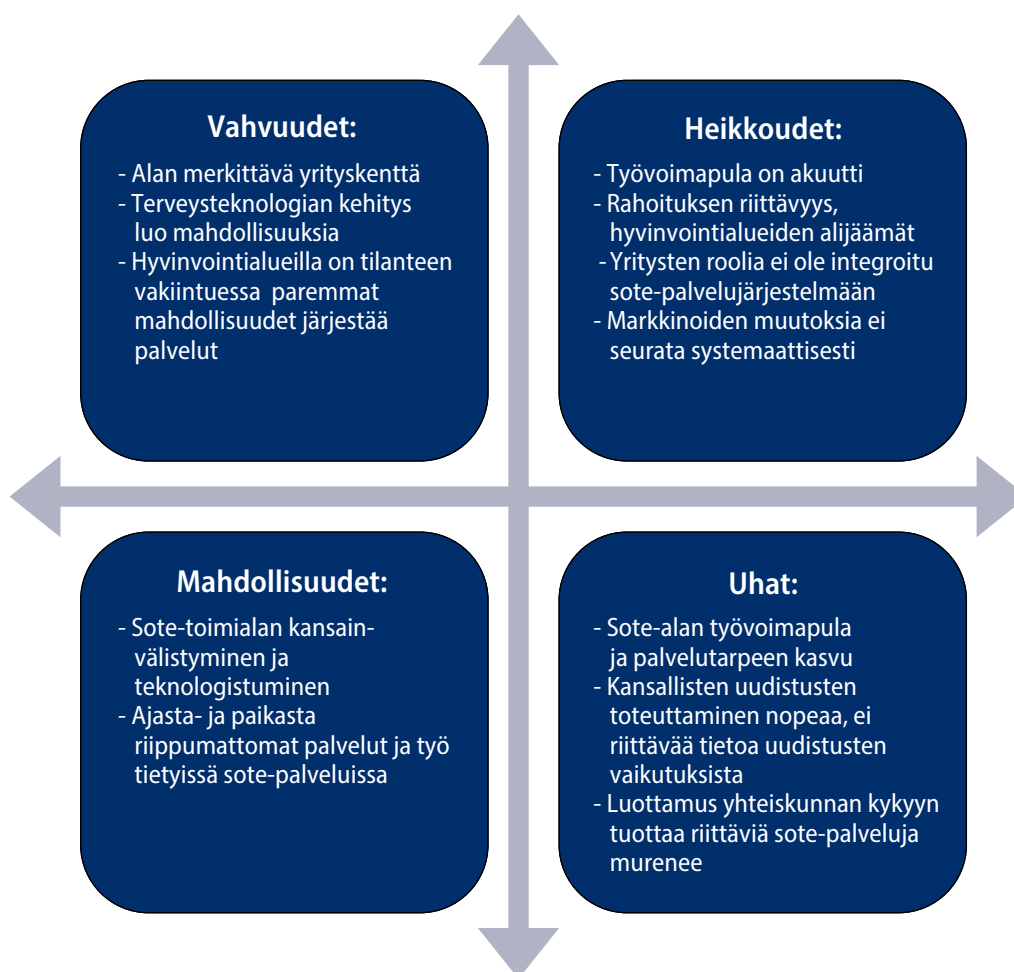 Vahvuudet:
- Alan merkittävä yrityskenttä
- Terveysteknologian kehitys
luo mahdollisuuksia
- Hyvinvointialueilla on tilanteen
vakiintuessa paremmat
mahdollisuudet järjestää
palvelut
Heikkoudet:
- Työvoimapula on akuutti
- Rahoituksen riittävyys,
hyvinvointialueiden alijäämät
- Yritysten roolia ei ole integroitu
sote-palvelujärjestelmään
- Markkinoiden muutoksia ei
seurata systemaattisesti
Mahdollisuudet:
- Sote-toimialan kansain-
välistyminen ja
teknologistuminen
- Ajasta- ja paikasta
riippumattomat palvelut ja työ
tietyissä sote-palveluissa
Uhat:
- Sote-alan työvoimapula
ja palvelutarpeen kasvu
- Kansallisten uudistusten
toteuttaminen nopeaa, ei
riittävää tietoa uudistusten
vaikutuksista
- Luottamus yhteiskunnan kykyyn
tuottaa riittäviä sote-palveluja
murenee